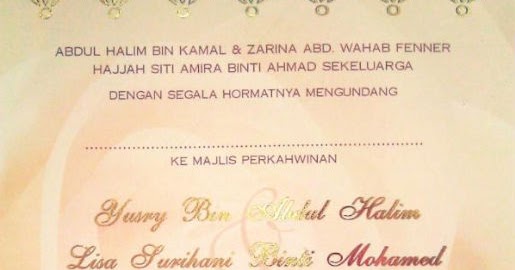 ABDUL HALIM BIN KAMAL & ZARINA ABD. WAHAB FENNER
HAJJAH SITI AMIRA BINTI AHMAD SEKELUARGA
DENGAN SEGALA HORMATNYA MENGUNDANG
KE MAJLIS PERKAHWINAN
Yusry Bin Abdul Halim
&
Lisa Surihani Binti Mohamed